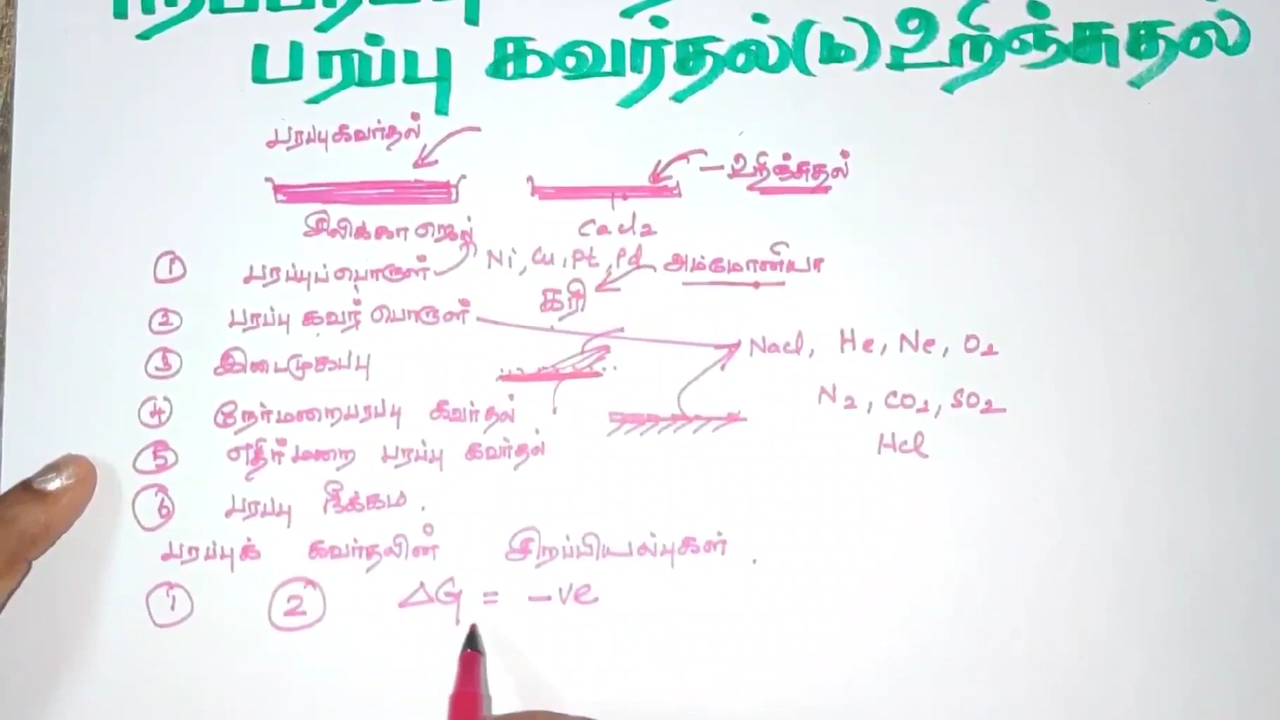 பரப்பு கவர்தல்(ம)உறிஞ்சுதல்
பரப்பு கவர்தல்
- உறிஞ்சுதல்
சிலிக்கா ஜெல்
Cacl2
① பரப்புப் பொருள் Ni, Cu, Pt, Pd அம்மோனியா
கரி
② பரப்பு கவர் பொருள் Nacl, He, Ne, O2
③ இடைமுகப்பு
N2, CO2, SO2
④ நேர்மறைபரப்பு கவர்தல்
Hcl
⑤ எதிர்மறை பரப்பு கவர்தல்
⑥ பரப்பு நீக்கம் .
பரப்புக் கவர்தலின் சிறப்பியல்புகள் .
① ② ΔG = -ve